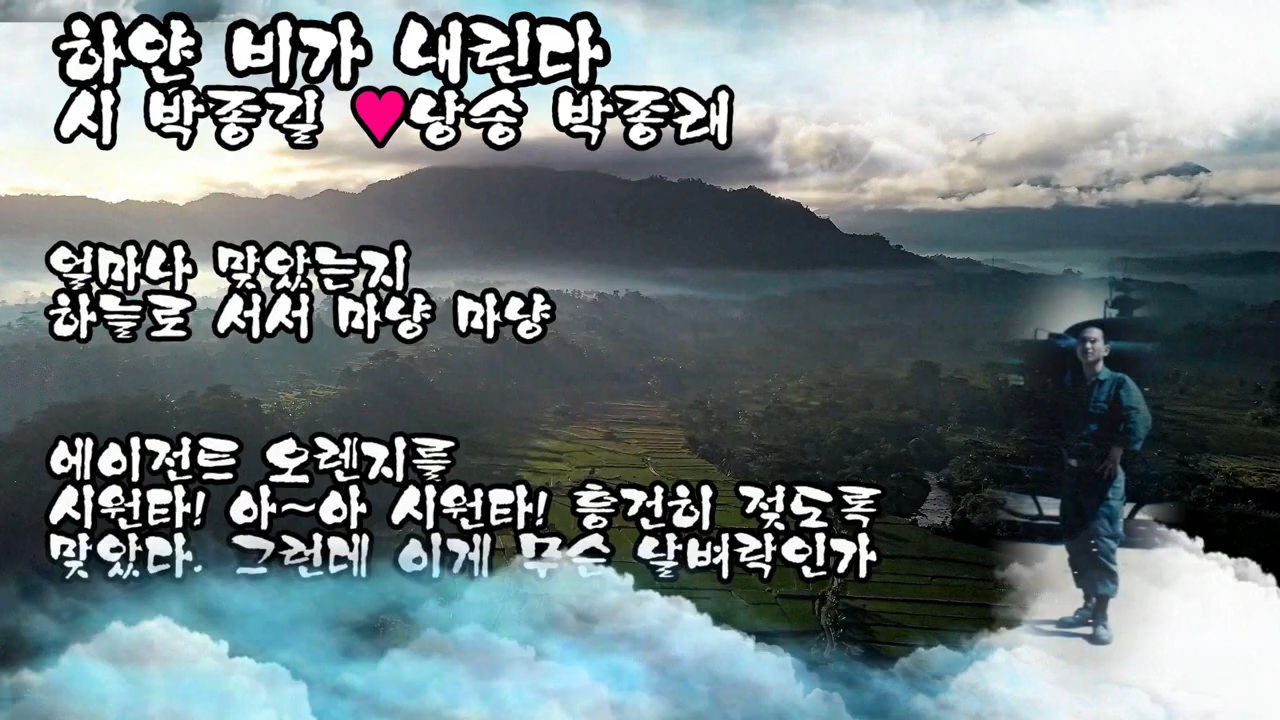 하얀 비가 내린다
시 박종길 ♥낭송 박종래
얼마나 맞았는지
하늘로 서서 마냥 마냥
에이전트 오렌지를
시원타! 아~아 시원타! 흥건히 젖도록
맞았다. 그런데 이게 무슨 날벼락인가